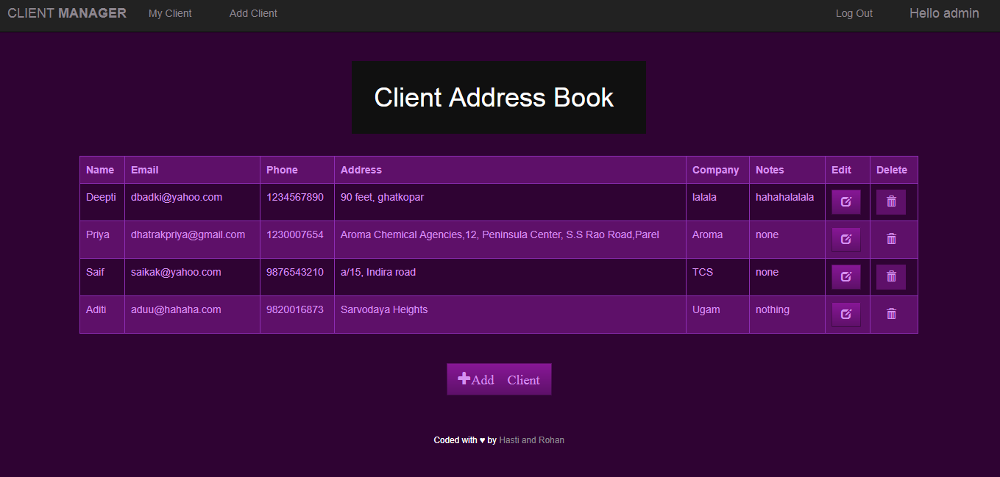 CLIENT MANAGER My Client Add Client Log Out Hello admin
Client Address Book
Name Email Phone Address Company Notes Edit Delete
Deepti dbadki@yahoo.com 1234567890 90 feet, ghatkopar lalala hahahalalala
Priya dhatrakpriya@gmail.com 1230007654 Aroma Chemical Agencies,12, Peninsula Center, S.S Rao Road,Parel Aroma none
Saif saikak@yahoo.com 9876543210 a/15, Indira road TCS none
Aditi aduu@hahaha.com 9820016873 Sarvodaya Heights Ugam nothing
Add Client
Coded with ♥ by Hasti and Rohan